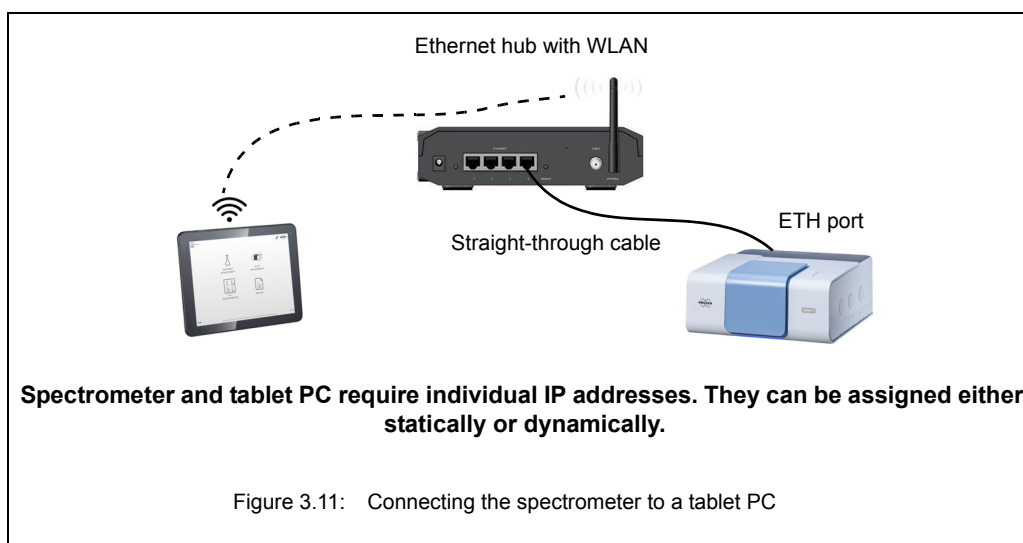 Ethernet hub with WLAN
ETHERNET
Straight-through cable
ETH port
Spectrometer and tablet PC require individual IP addresses. They can be assigned either
statically or dynamically.
Figure 3.11: Connecting the spectrometer to a tablet PC